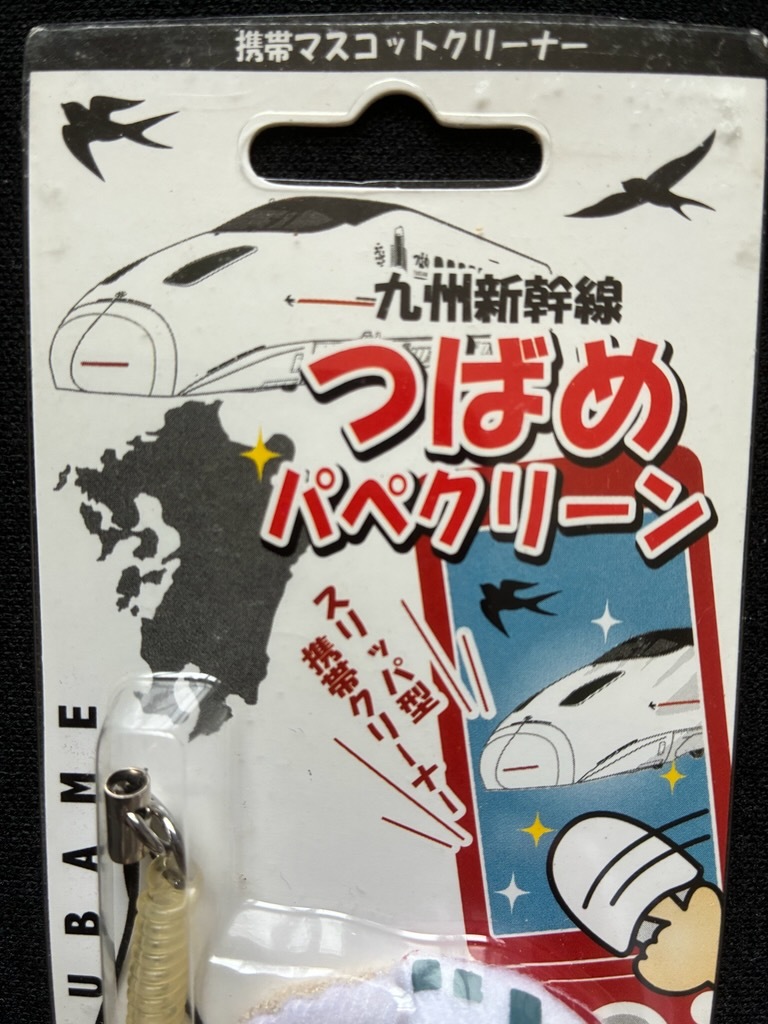 携帯マスコットクリーナー
九州新幹線
つばめ
パペクリーン
スリッパ型
携帯クリーナー
UBAME